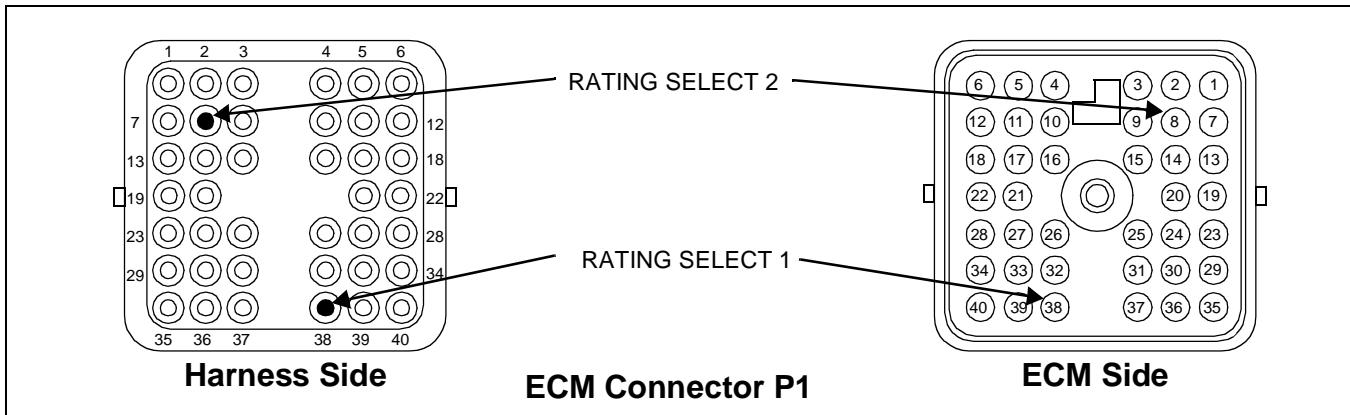 1 2 3 4 5 6 6 5 4 3 2 1
RATING SELECT 2
7 12 12 11 10 9 8 7
13 18 18 17 16 15 14 13
19 22 22 21 20 19
23 28 28 27 26 25 24 23
RATING SELECT 1
29 34 34 33 32 31 30 29
40 39 38 37 36 35
35 36 37 38 39 40
Harness Side
ECM Connector P1
ECM Side